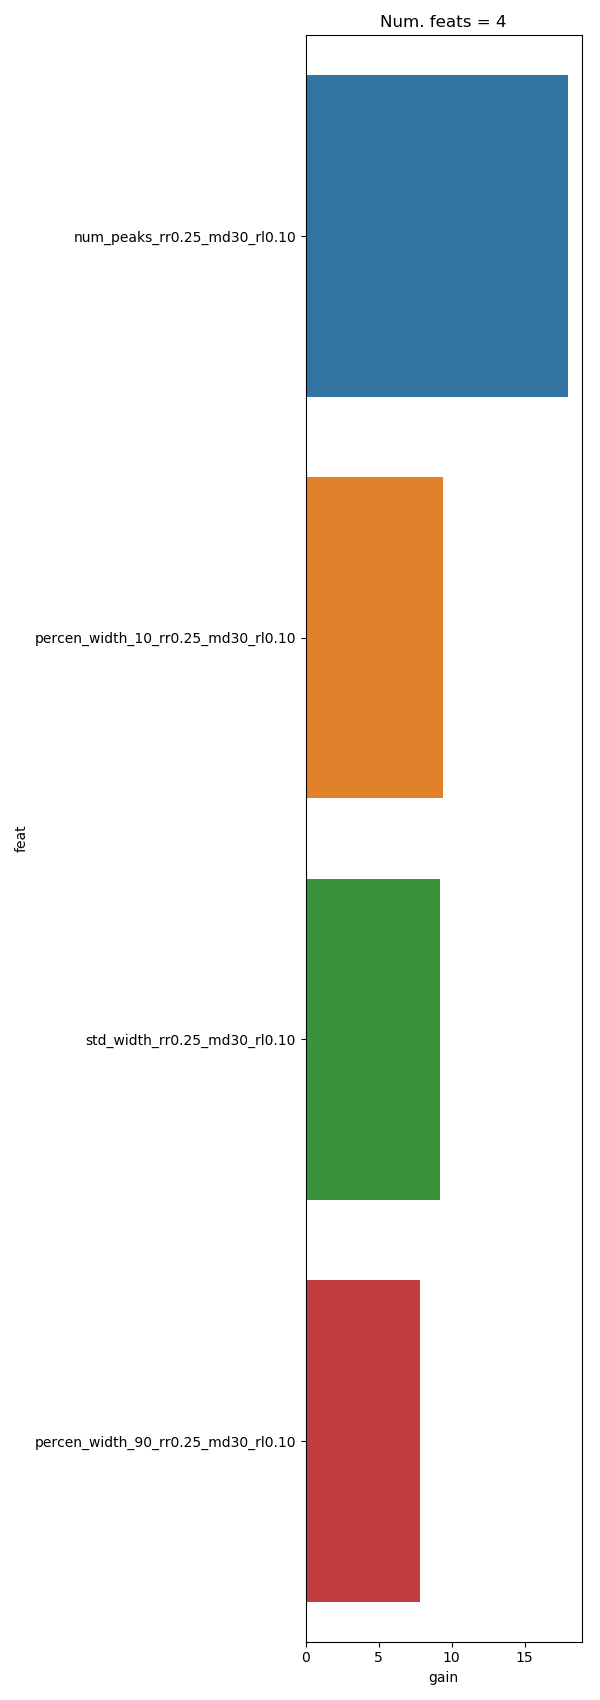 Num. feats = 4
num_peaks_rr0.25_md30_rl0.10
percen_width_10_rr0.25_md30_rl0.10
feat
std_width_rr0.25_md30_rl0.10
percen_width_90_rr0.25_md30_rl0.10
0 5 10 15
gain